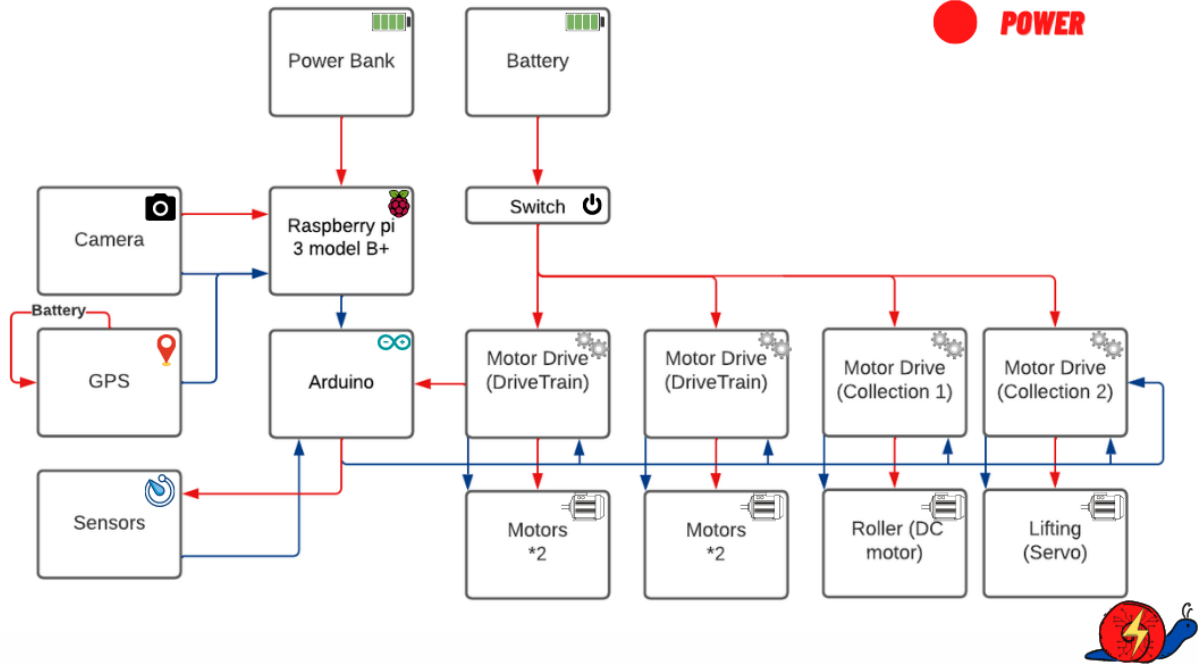 POWER
Power Bank
Battery
Camera
Raspberry pi
3 model B+
Switch
Battery
GPS
Arduino
Motor Drive
(DriveTrain)
Motor Drive
(DriveTrain)
Motor Drive
(Collection 1)
Motor Drive
(Collection 2)
Sensors
Motors
*2
Motors
*2
Roller (DC
motor)
Lifting
(Servo)